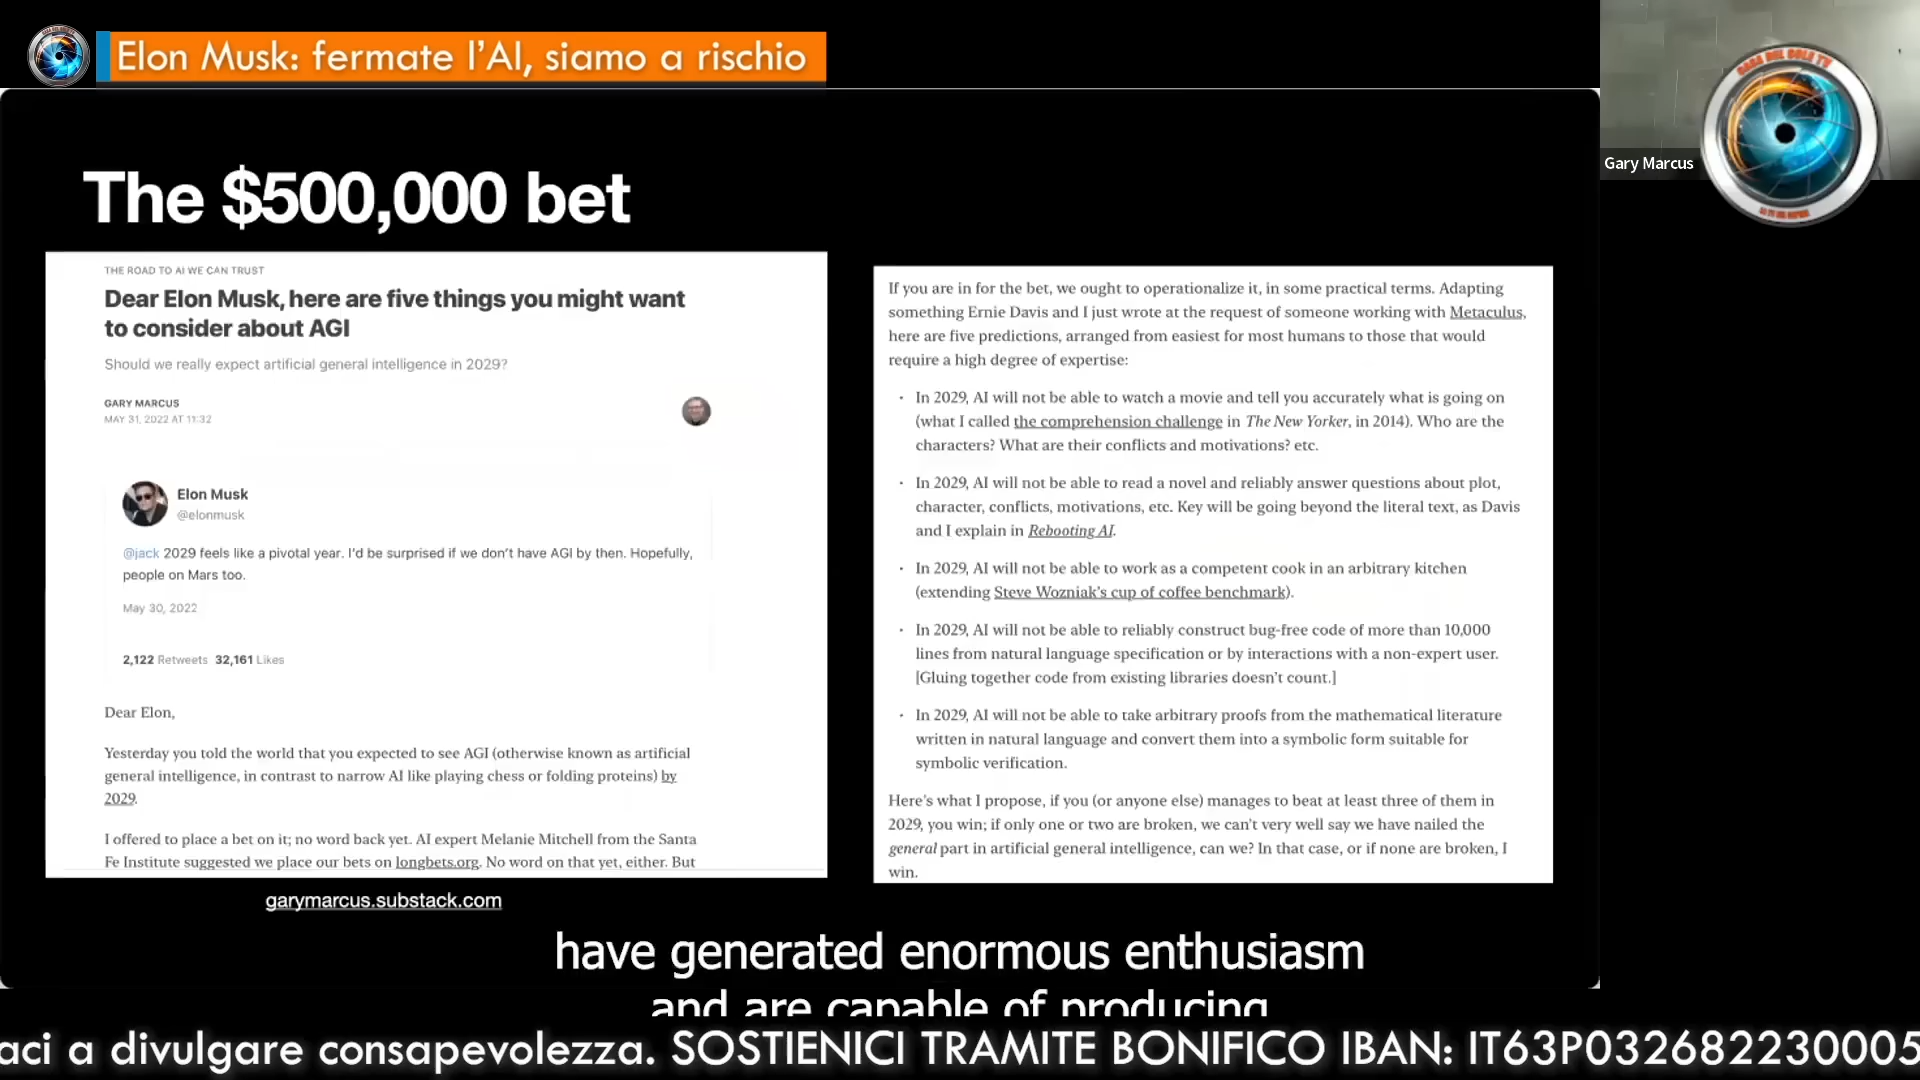 Elon Musk: fermate l'AI, siamo a rischio
CASA DEL SOLE TV
Gary Marcus
The $500,000 bet
THE ROAD TO AI WE CAN TRUST
Dear Elon Musk, here are five things you might want
to consider about AGI
Should we really expect artificial general intelligence in 2029?
GARY MARCUS
MAY 31, 2022 AT 11:32
Elon Musk
@elonmusk
@jack 2029 feels like a pivotal year. I'd be surprised if we don't have AGI by then. Hopefully,
people on Mars too.
May 30, 2022
2,122 Retweets 32,161 Likes
Dear Elon,
Yesterday you told the world that you expected to see AGI (otherwise known as artificial
general intelligence, in contrast to narrow AI like playing chess or folding proteins) by
2029.
I offered to place a bet on it; no word back yet. AI expert Melanie Mitchell from the Santa
Fe Institute suggested we place our bets on longbets.org. No word on that yet, either. But
garymarcus.substack.com
If you are in for the bet, we ought to operationalize it, in some practical terms. Adapting
something Ernie Davis and I just wrote at the request of someone working with Metaculus,
here are five predictions, arranged from easiest for most humans to those that would
require a high degree of expertise:
· In 2029, AI will not be able to watch a movie and tell you accurately what is going on
(what I called the comprehension challenge in The New Yorker, in 2014). Who are the
characters? What are their conflicts and motivations? etc.
· In 2029, AI will not be able to read a novel and reliably answer questions about plot,
character, conflicts, motivations, etc. Key will be going beyond the literal text, as Davis
and I explain in Rebooting AI.
· In 2029, AI will not be able to work as a competent cook in an arbitrary kitchen
(extending Steve Wozniak's cup of coffee benchmark).
· In 2029, AI will not be able to reliably construct bug-free code of more than 10,000
lines from natural language specification or by interactions with a non-expert user.
[Gluing together code from existing libraries doesn't count.]
· In 2029, AI will not be able to take arbitrary proofs from the mathematical literature
written in natural language and convert them into a symbolic form suitable for
symbolic verification.
Here's what I propose, if you (or anyone else) manages to beat at least three of them in
2029, you win; if only one or two are broken, we can't very well say we have nailed the
general part in artificial general intelligence, can we? In that case, or if none are broken, I
win.
have generated enormous enthusiasm
and are capable of producing
aci a divulgare consapevolezza. SOSTIENICI TRAMITE BONIFICO IBAN: IT63P032682230005